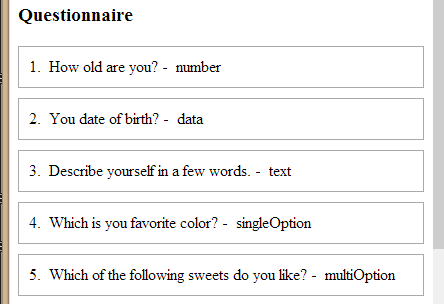 Questionnaire
1. How old are you? - number
2. You date of birth? - data
3. Describe yourself in a few words. - text
4. Which is you favorite color? - singleOption
5. Which of the following sweets do you like? - multiOption